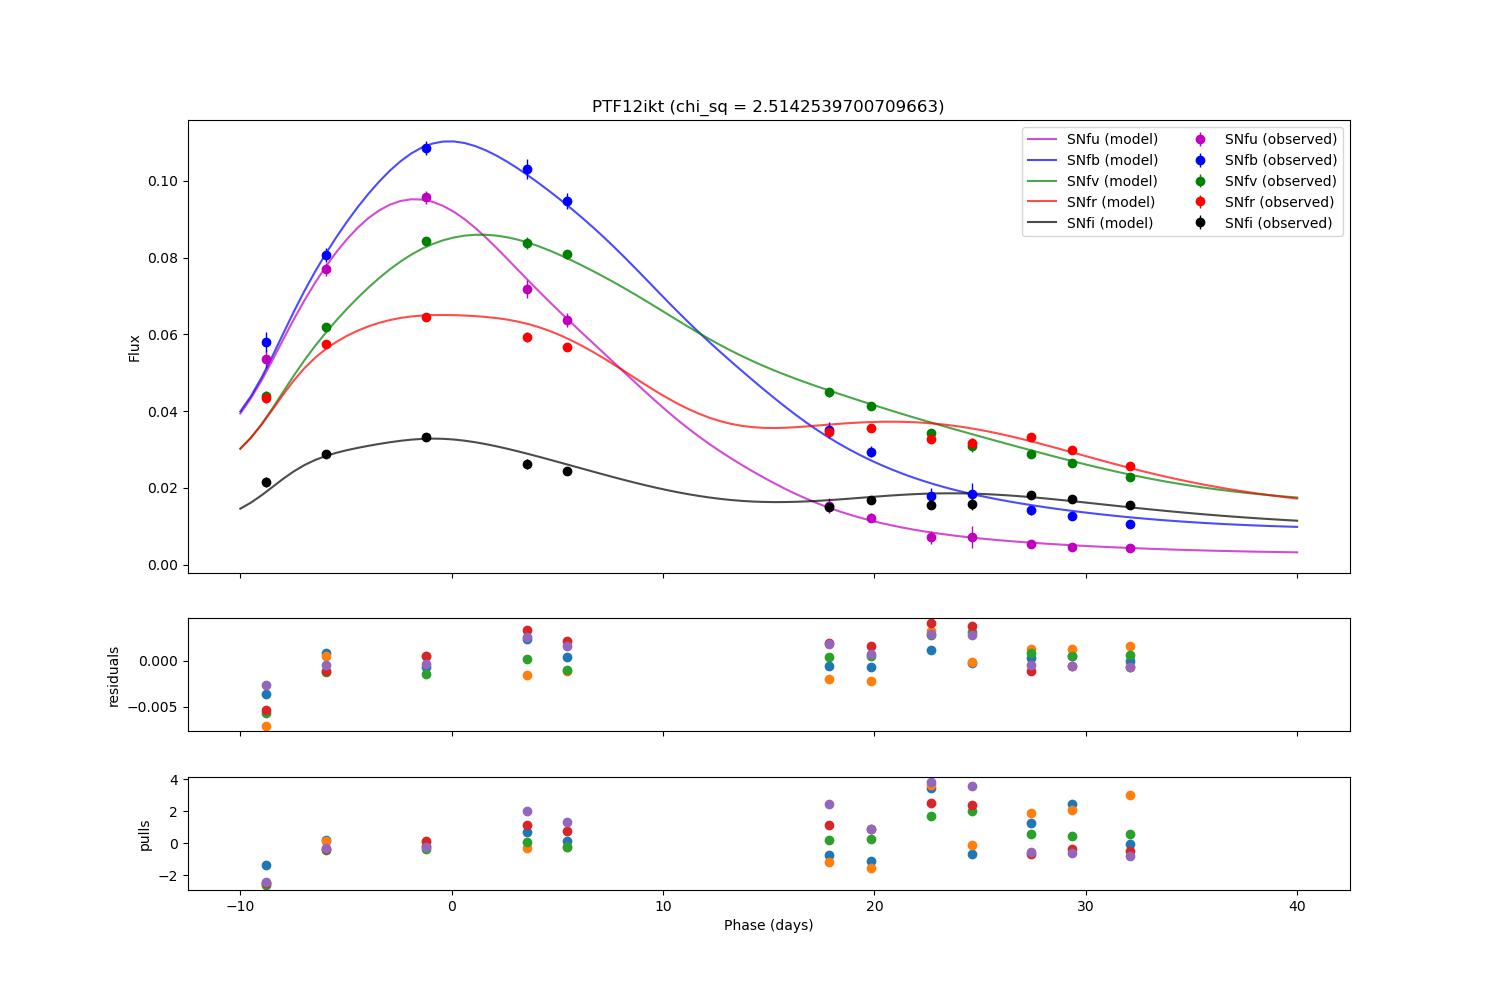 PTF12ikt (chi_sq = 2.5142539700709663)
SNfu (model)
SNfb (model)
SNfv (model)
SNfr (model)
SNfi (model)
SNfu (observed)
SNfb (observed)
SNfv (observed)
SNfr (observed)
SNfi (observed)
Flux
0.10
0.08
0.06
0.04
0.02
0.00
residuals
0.000
−0.005
pulls
4
2
0
−2
−10
0
10
20
30
40
Phase (days)